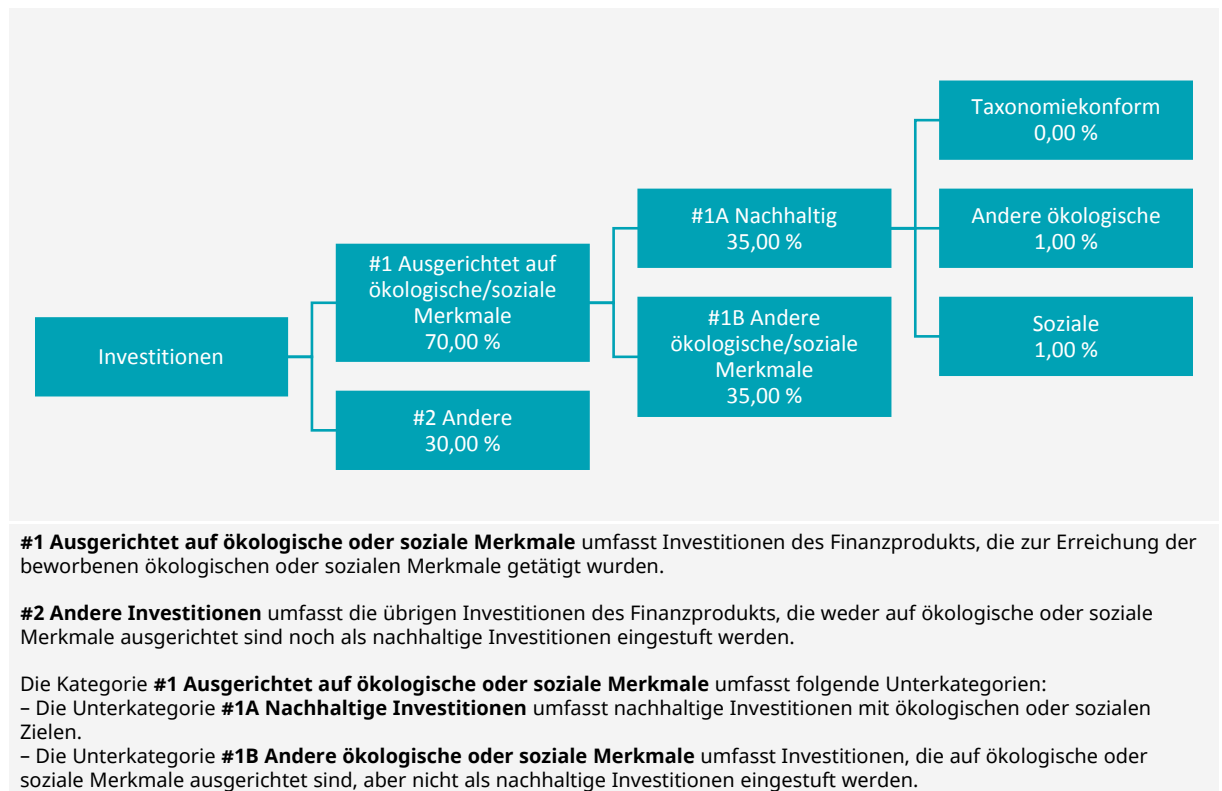 Investitionen
#1 Ausgerichtet auf
ökologische/soziale
Merkmale
70,00 %
#2 Andere
30,00 %
#1A Nachhaltig
35,00 %
#1B Andere
ökologische/soziale
Merkmale
35,00 %
Taxonomiekonform
0,00 %
Andere ökologische
1,00 %
Soziale
1,00 %
#1 Ausgerichtet auf ökologische oder soziale Merkmale umfasst Investitionen des Finanzprodukts, die zur Erreichung der
beworbenen ökologischen oder sozialen Merkmale getätigt wurden.
#2 Andere Investitionen umfasst die übrigen Investitionen des Finanzprodukts, die weder auf ökologische oder soziale
Merkmale ausgerichtet sind noch als nachhaltige Investitionen eingestuft werden.
Die Kategorie #1 Ausgerichtet auf ökologische oder soziale Merkmale umfasst folgende Unterkategorien:
– Die Unterkategorie #1A Nachhaltige Investitionen umfasst nachhaltige Investitionen mit ökologischen oder sozialen
Zielen.
– Die Unterkategorie #1B Andere ökologische oder soziale Merkmale umfasst Investitionen, die auf ökologische oder
soziale Merkmale ausgerichtet sind, aber nicht als nachhaltige Investitionen eingestuft werden.